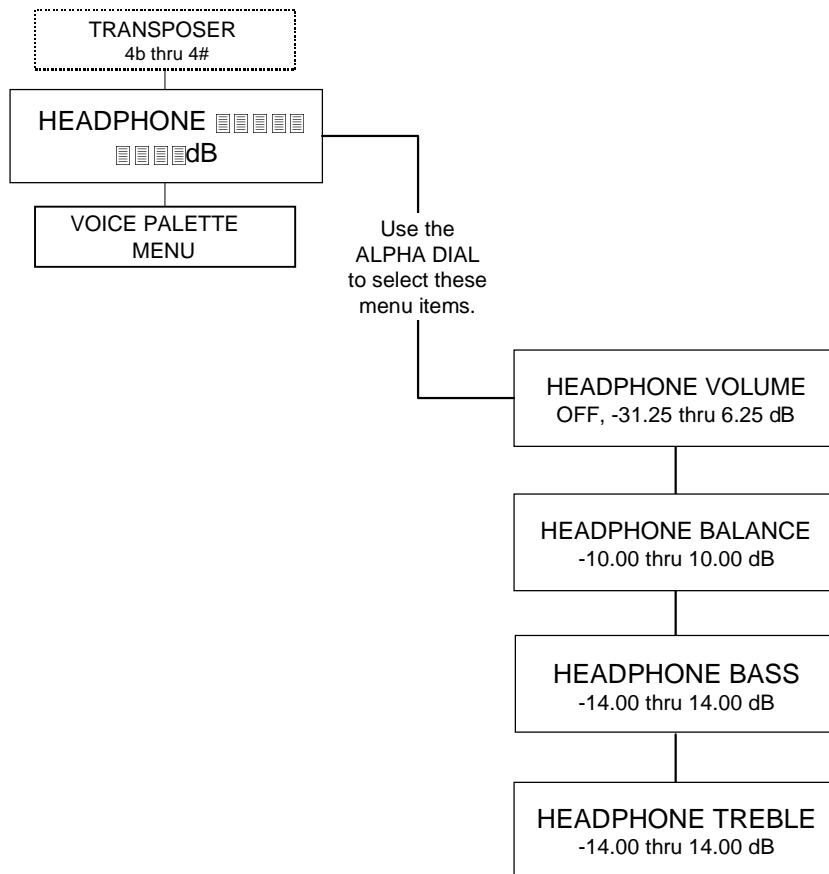 TRANSPOSER
4b thru 4#
HEADPHONE
dB
VOICE PALETTE
MENU
Use the
ALPHA DIAL
to select these
menu items.
HEADPHONE VOLUME
OFF, -31.25 thru 6.25 dB
HEADPHONE BALANCE
-10.00 thru 10.00 dB
HEADPHONE BASS
-14.00 thru 14.00 dB
HEADPHONE TREBLE
-14.00 thru 14.00 dB